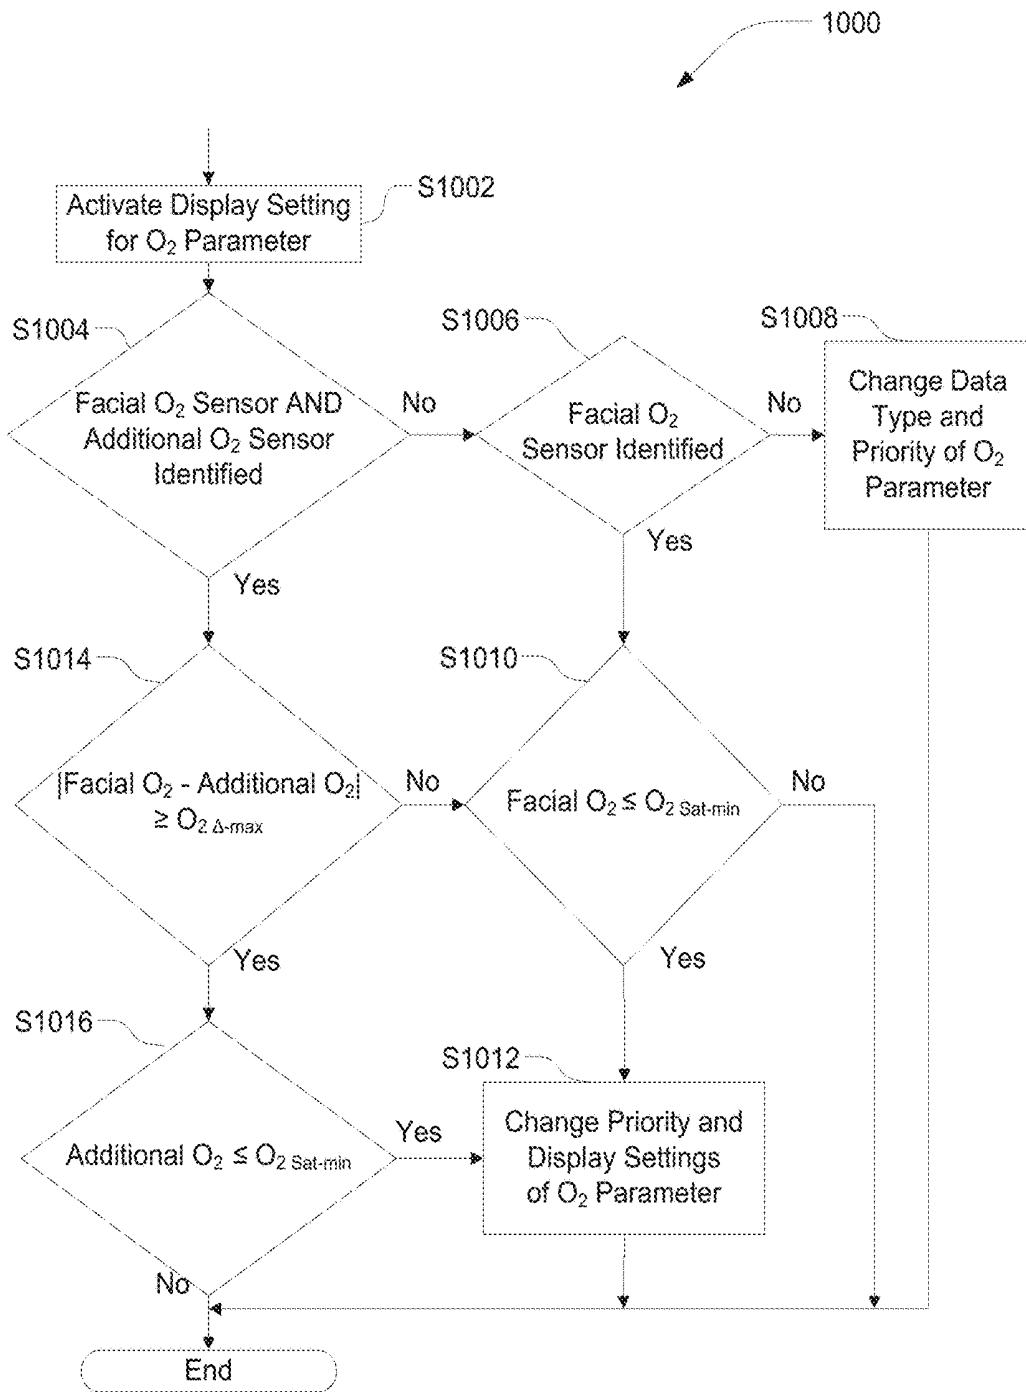 1000
S1002
Activate Display Setting
for O₂ Parameter
S1004
Facial O₂ Sensor AND
Additional O₂ Sensor
Identified
No
Yes
S1006
Facial O₂
Sensor Identified
No
Yes
S1008
Change Data
Type and
Priority of O₂
Parameter
S1014
|Facial O₂ - Additional O₂|
≥ O₂ Δ-max
No
Yes
S1010
Facial O₂ ≤ O₂ Sat-min
No
Yes
S1016
Additional O₂ ≤ O₂ Sat-min
Yes
No
S1012
Change Priority and
Display Settings
of O₂ Parameter
End